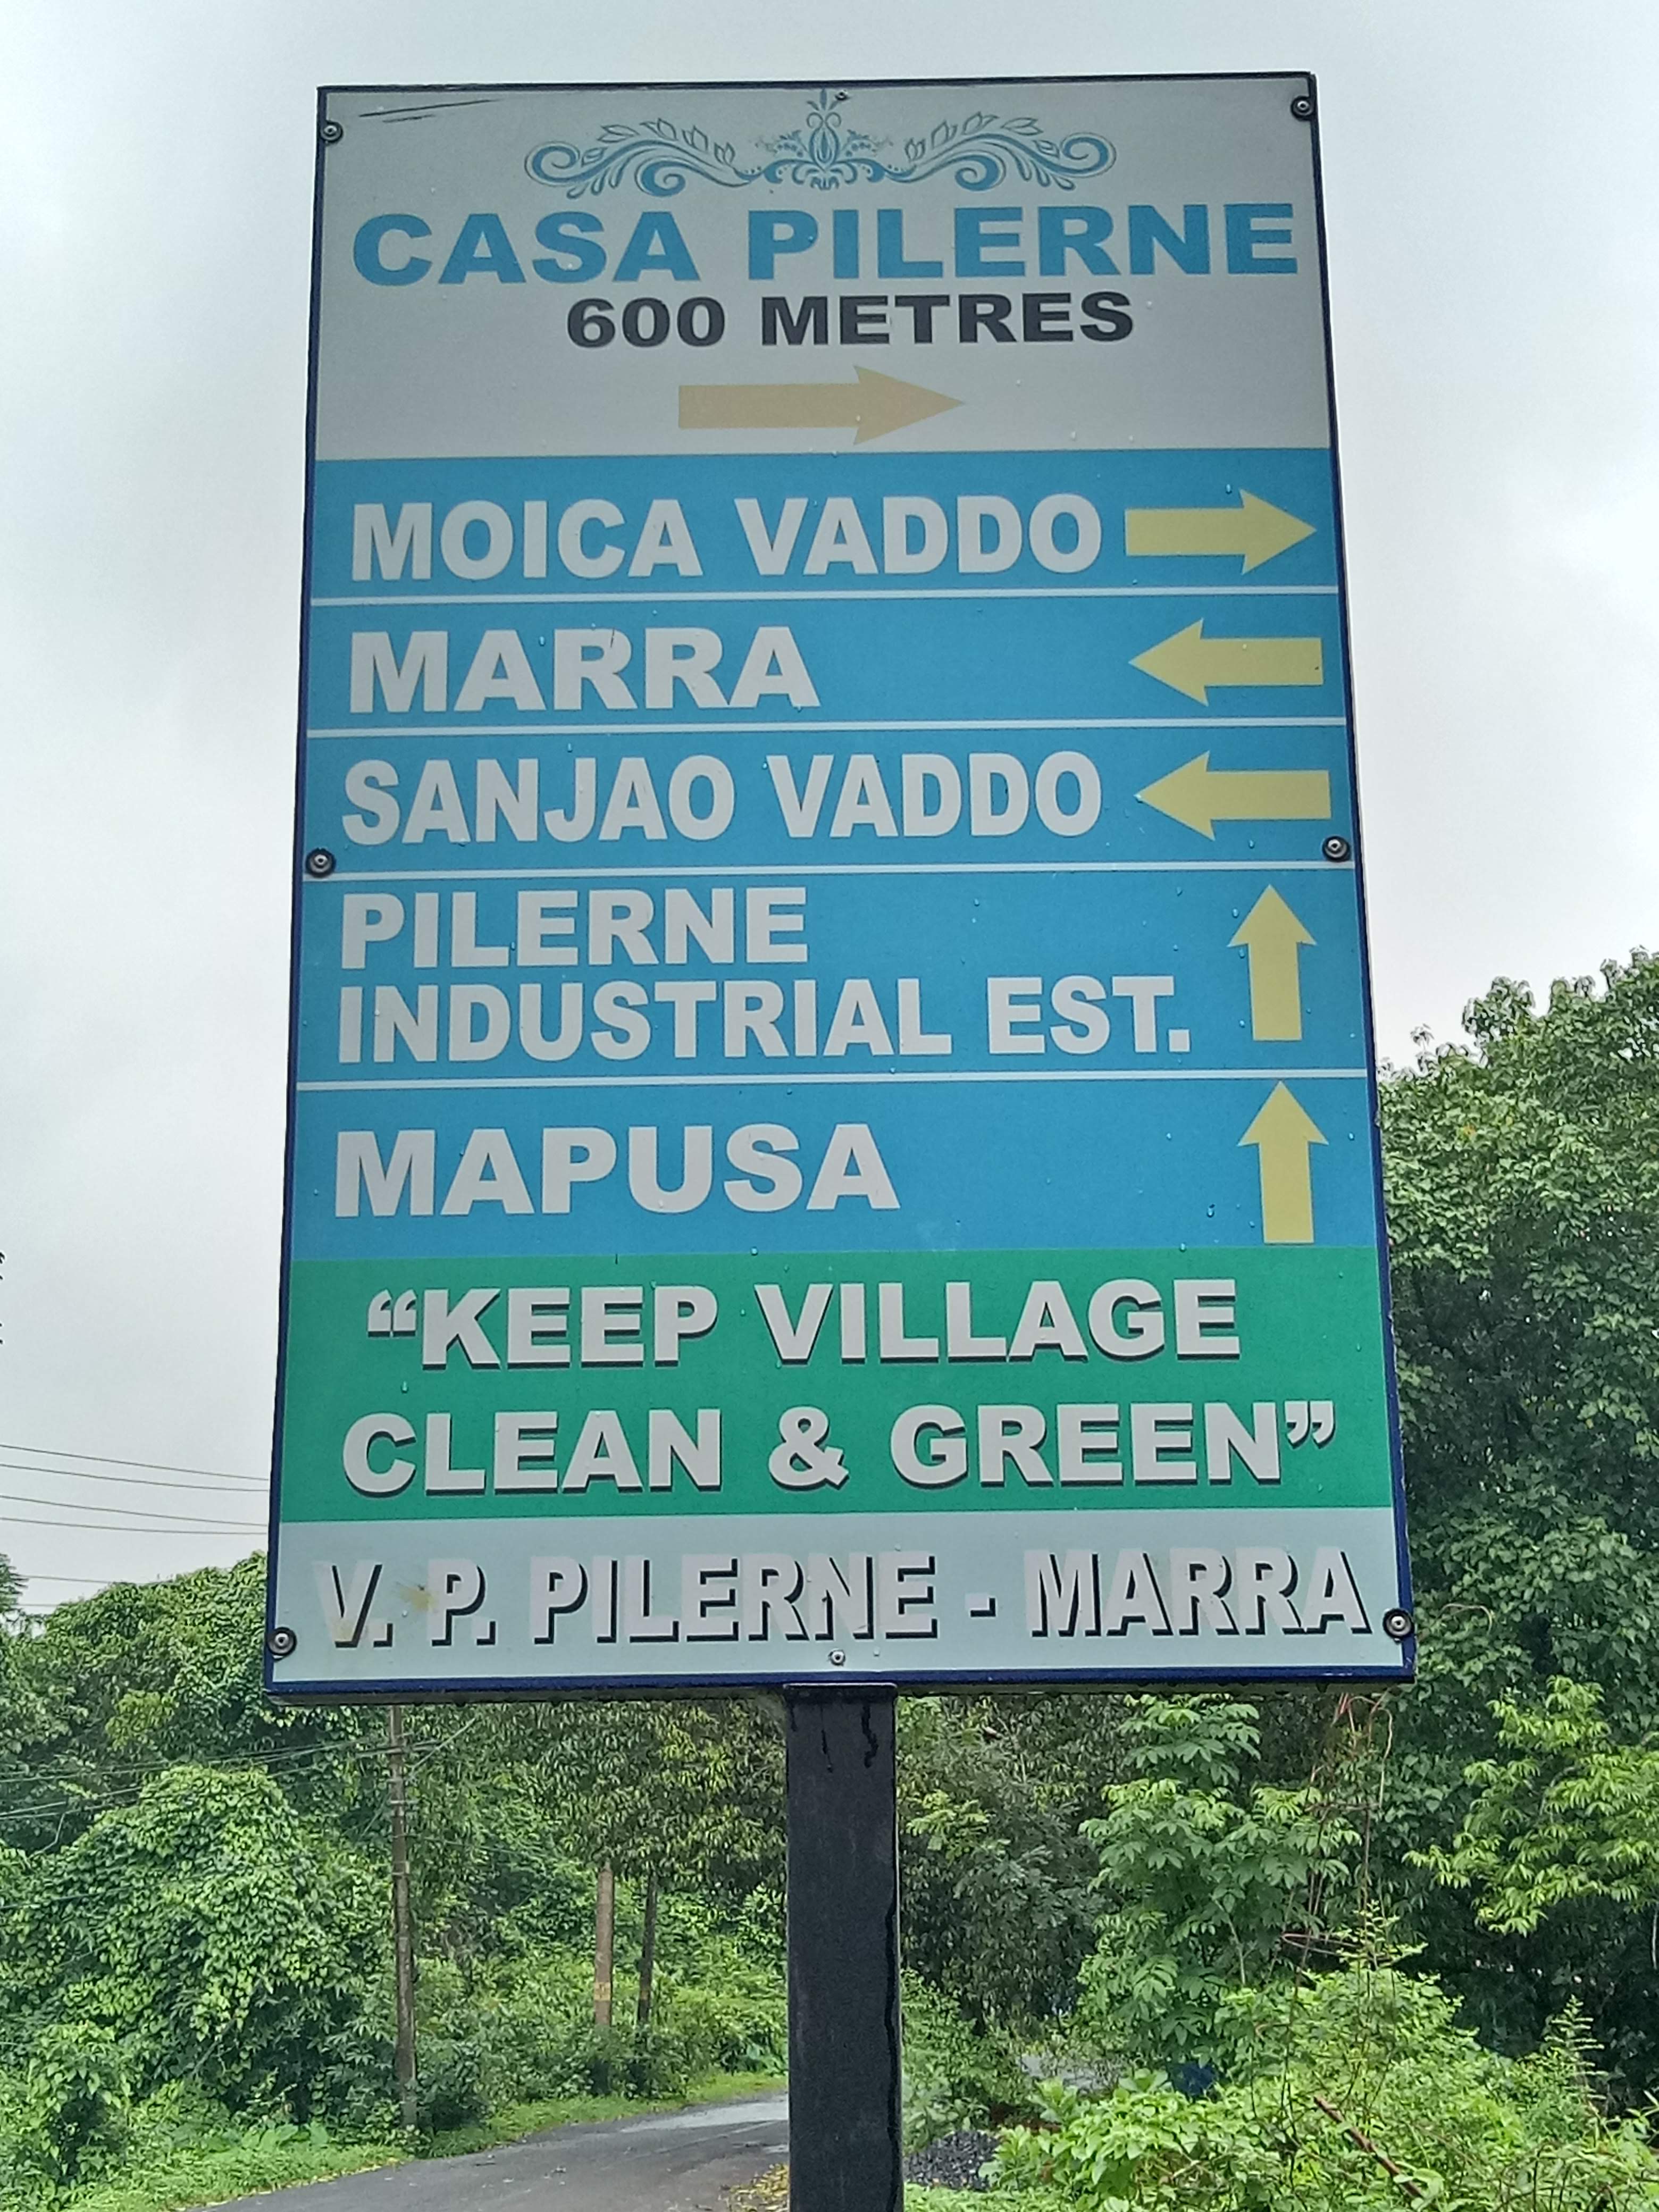 CASA PILERNE
600 METRES
MOICA VADDO
MARRA
SANJAO VADDO
PILERNE
INDUSTRIAL EST.
MAPUSA
“KEEP VILLAGE
CLEAN & GREEN”
V. P. PILERNE - MARRA